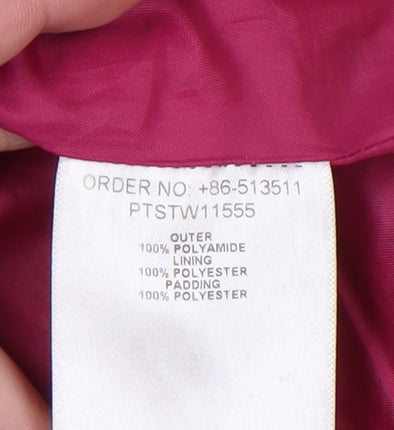 ORDER NO: +86-513511
PTSTW11555
OUTER
100% POLYAMIDE
LINING
100% POLYESTER
PADDING
100% POLYESTER